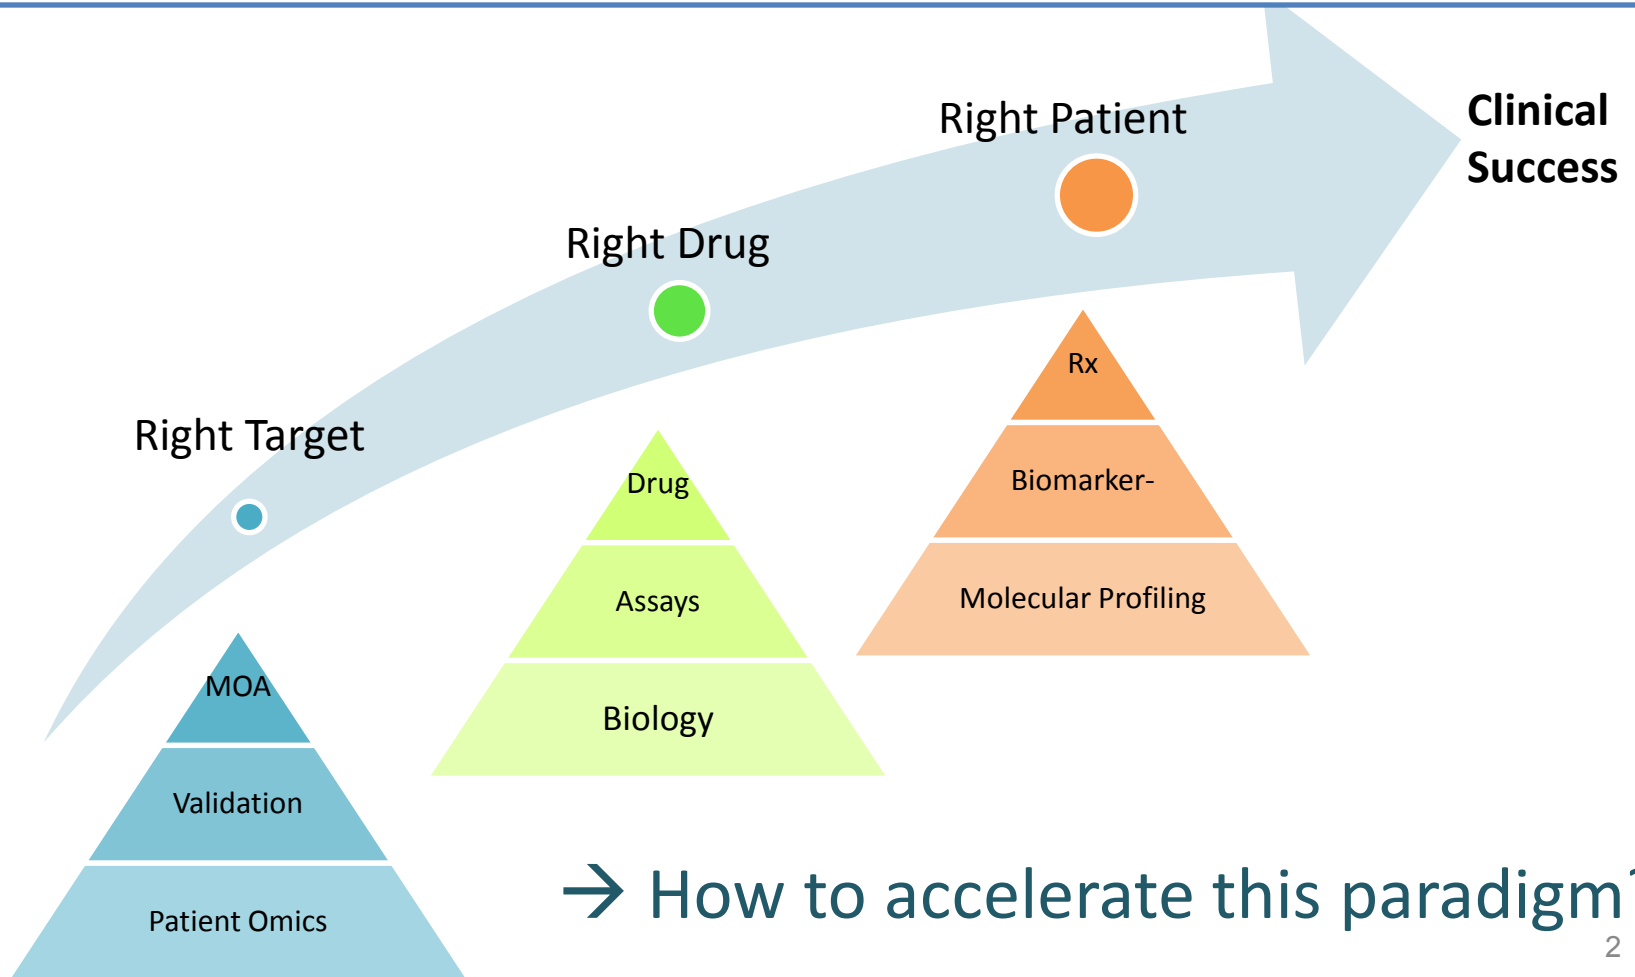 Right Target
Right Drug
Right Patient
Clinical
Success
MOA
Validation
Patient Omics
Drug
Assays
Biology
Rx
Biomarker-
Molecular Profiling
→ How to accelerate this paradigm?
2